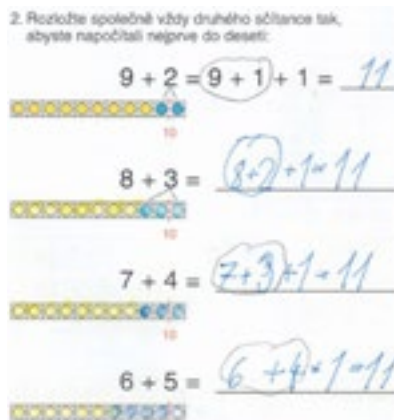 2. Rozložte společně vždy druhého sčítance tak,
abyste napočítali nejprve do deseti:
9 + 2 = 9 + 1 + 1 = 11
10
8 + 3 = 8+2 +1=11
10
7 + 4 = 7+3+1=11
10
6 + 5 = 6 +4+1=11